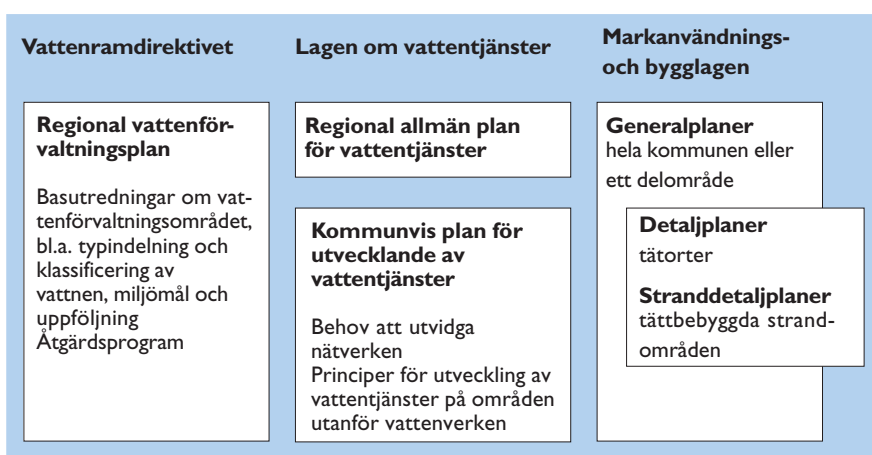 Vattenramdirektivet
Regional vattenför-
valtningsplan
Basutredningar om vat-
tenförvaltningsområdet,
bl.a. typindelning och
klassificering av
vattnen, miljömål och
uppföljning
Åtgärdsprogram
Lagen om vattentjänster
Regional allmän plan
för vattentjänster
Kommunvis plan för
utvecklande av
vattentjänster
Behov att utvidga
nätverken
Principer för utveckling av
vattentjänster på områden
utanför vattenverken
Markanvändnings-
och bygglagen
Generalplaner
hela kommunen eller
ett delområde
Detaljplaner
tätorter
Stranddetaljplaner
tättbebyggda strand-
områden